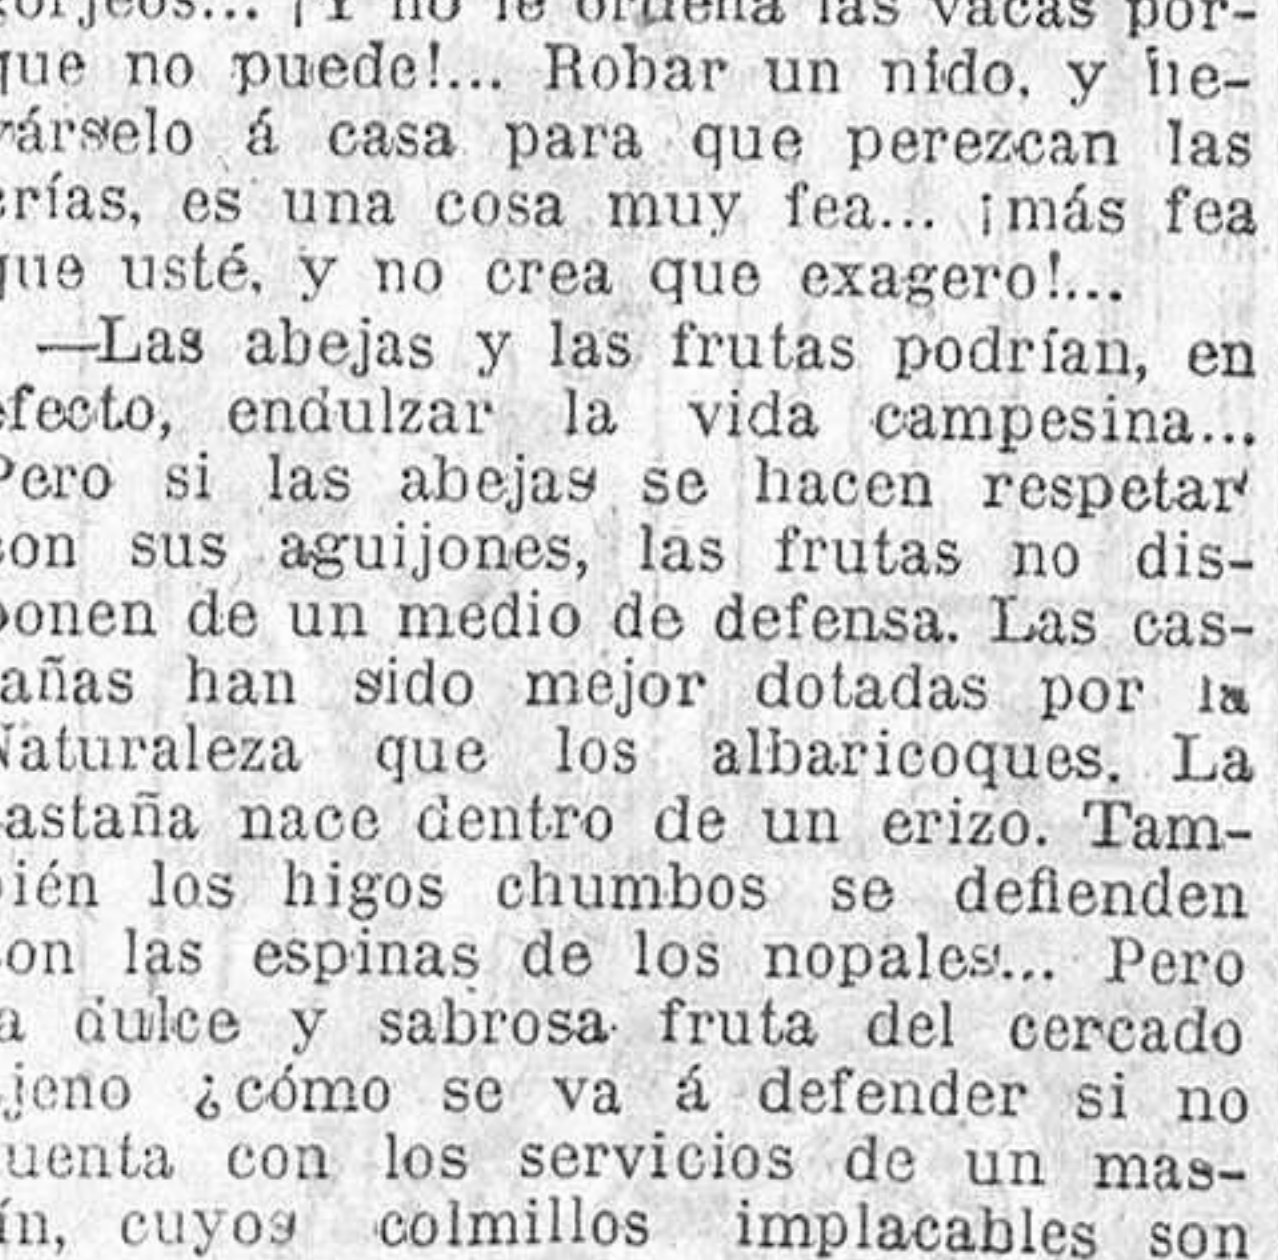 gorjeos... ¡Y no le ordeña las vacas por-
que no puede!... Robar un nido, y lle-
várselo á casa para que perezcan las
crías, es una cosa muy fea... ¡más fea
que usté, y no crea que exagero!...
—Las abejas y las frutas podrían, en
efecto, endulzar la vida campesina...
Pero si las abejas se hacen respetar
con sus aguijones, las frutas no dis-
ponen de un medio de defensa. Las cas-
tañas han sido mejor dotadas por la
Naturaleza que los albaricoques. La
castaña nace dentro de un erizo. Tam-
bién los higos chumbos se defienden
con las espinas de los nopales... Pero
la dulce y sabrosa fruta del cercado
ajeno ¿cómo se va á defender si no
cuenta con los servicios de un mas-
tín, cuyos colmillos implacables son